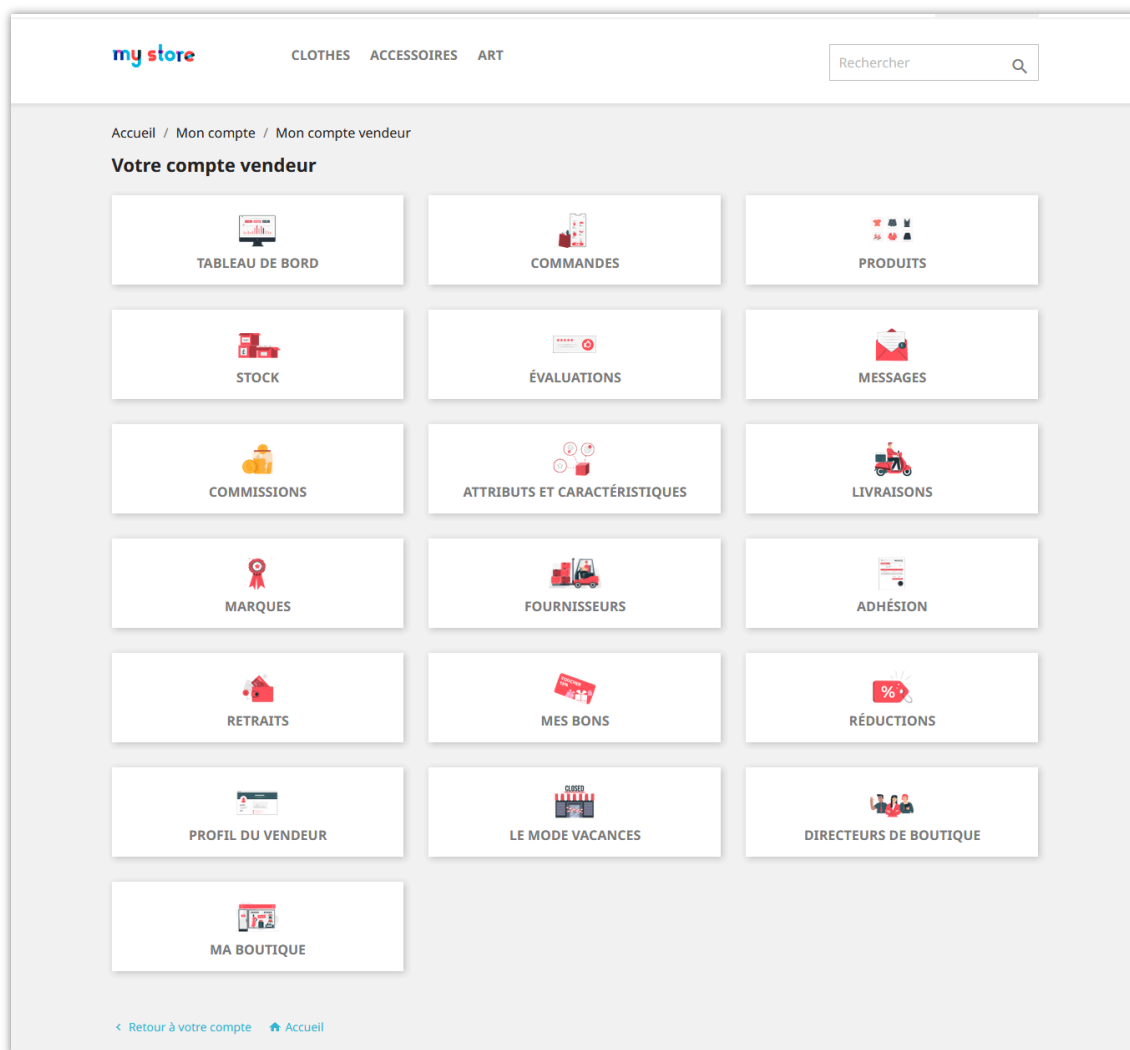 my store
CLOTHES ACCESSOIRES ART
Rechercher
Accueil / Mon compte / Mon compte vendeur
Votre compte vendeur
TABLEAU DE BORD
COMMANDES
PRODUITS
STOCK
ÉVALUATIONS
MESSAGES
COMMISSIONS
ATTRIBUTS ET CARACTÉRISTIQUES
LIVRAISONS
MARQUES
FOURNISSEURS
ADHÉSION
RETRAITS
VOUCHER
MES BONS
%
RÉDUCTIONS
PROFIL DU VENDEUR
CLOSED
LE MODE VACANCES
DIRECTEURS DE BOUTIQUE
MA BOUTIQUE
Retour à votre compte Accueil